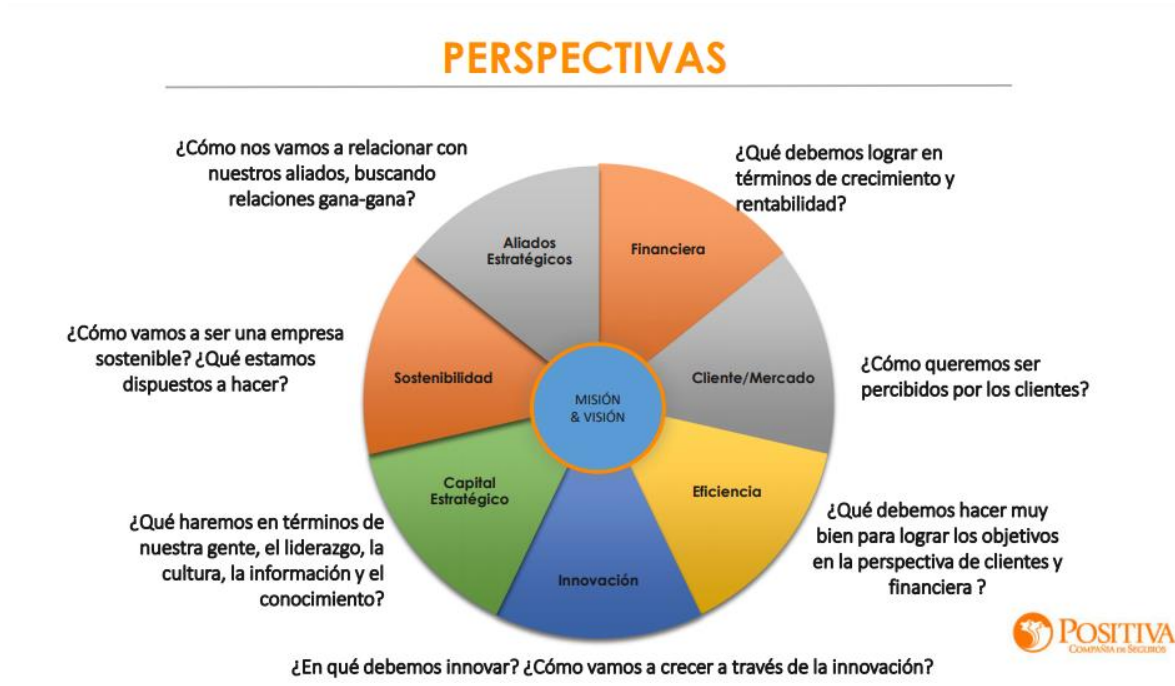 PERSPECTIVAS
¿Cómo nos vamos a relacionar con
nuestros aliados, buscando
relaciones gana-gana?
¿Qué debemos lograr en
términos de crecimiento y
rentabilidad?
Aliados
Estratégicos
Financiera
¿Cómo vamos a ser una empresa
sostenible? ¿Qué estamos
dispuestos a hacer?
Sostenibilidad
MISIÓN
& VISIÓN
Cliente/Mercado
¿Cómo queremos ser
percibidos por los clientes?
Capital
Estratégico
Eficiencia
¿Qué haremos en términos de
nuestra gente, el liderazgo, la
cultura, la información y el
conocimiento?
¿Qué debemos hacer muy
bien para lograr los objetivos
en la perspectiva de clientes y
financiera ?
Innovación
¿En qué debemos innovar? ¿Cómo vamos a crecer a través de la innovación?
POSITIVA
COMPAÑÍA DE SEGUROS